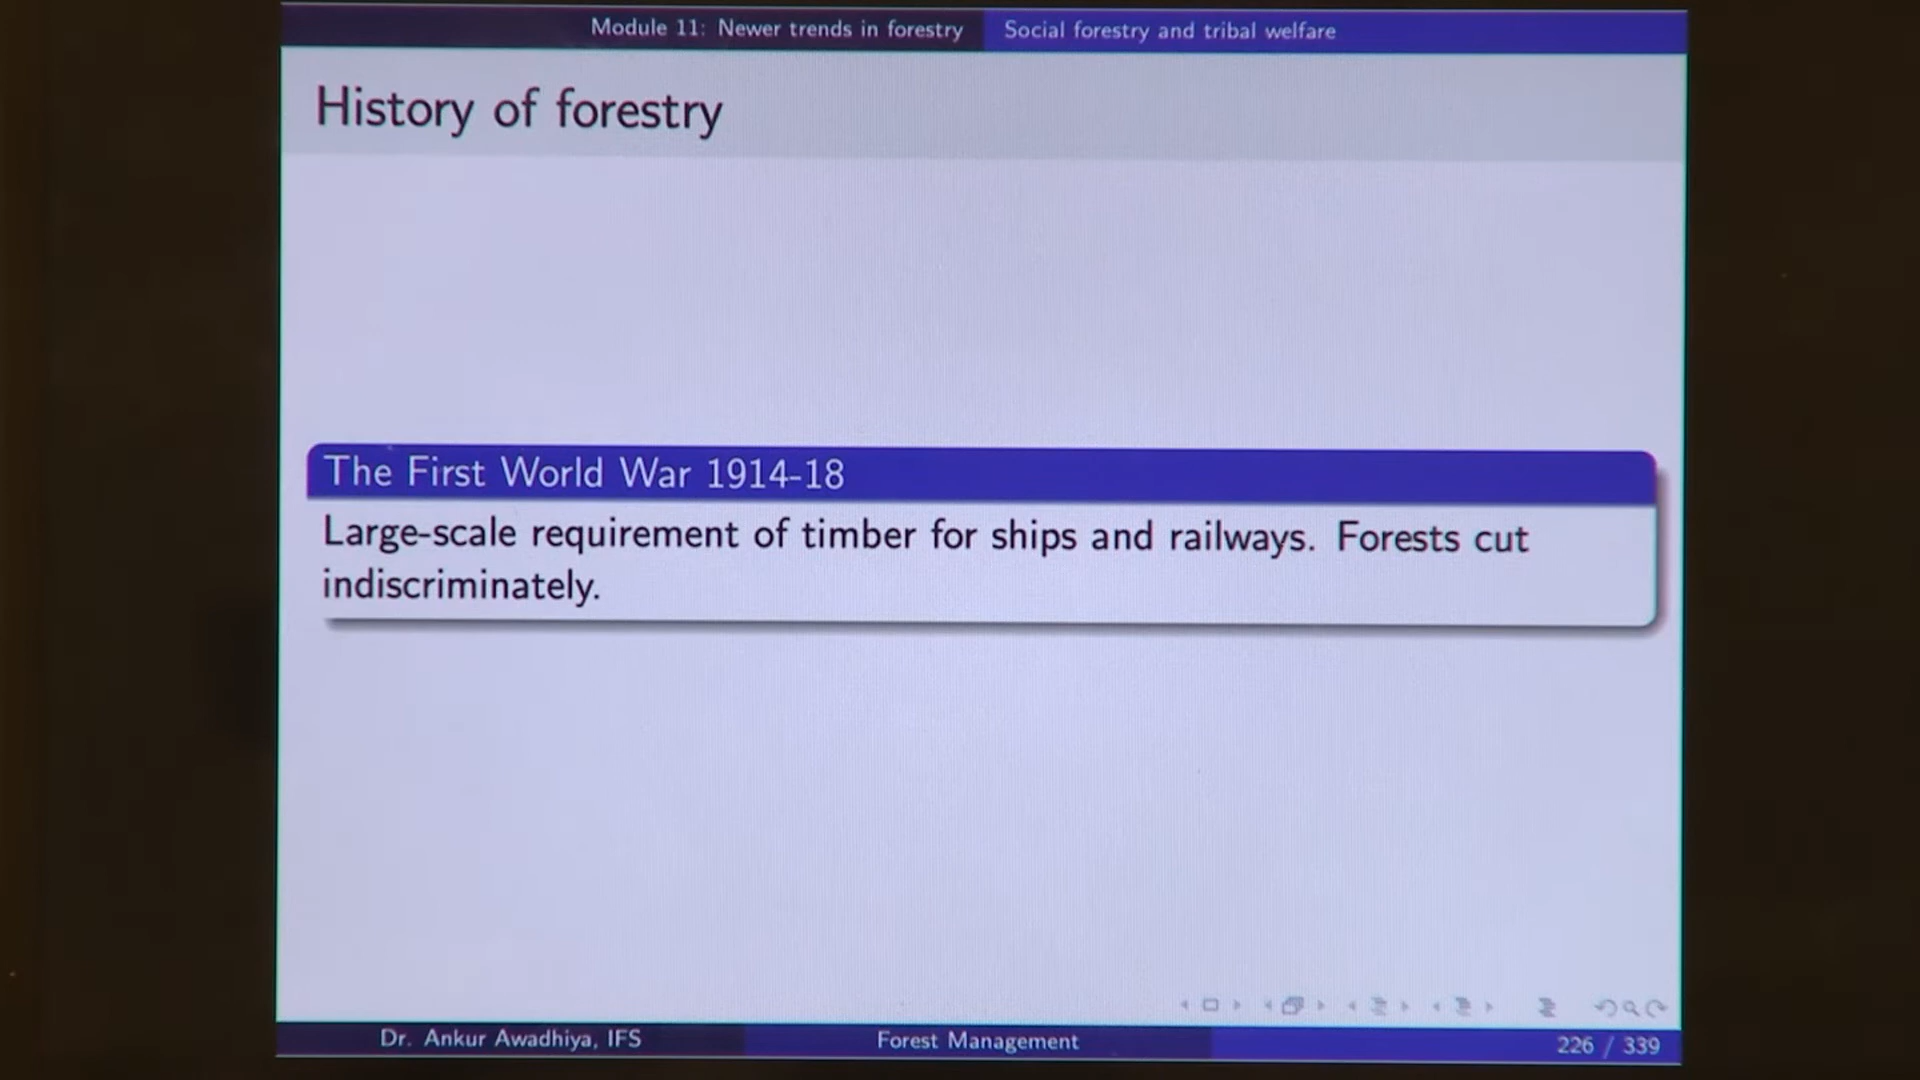 Module 11: Newer trends in forestry Social forestry and tribal welfare
History of forestry
The First World War 1914-18
Large-scale requirement of timber for ships and railways. Forests cut
indiscriminately.
Dr. Ankur Awadhiya, IFS Forest Management 226 / 339